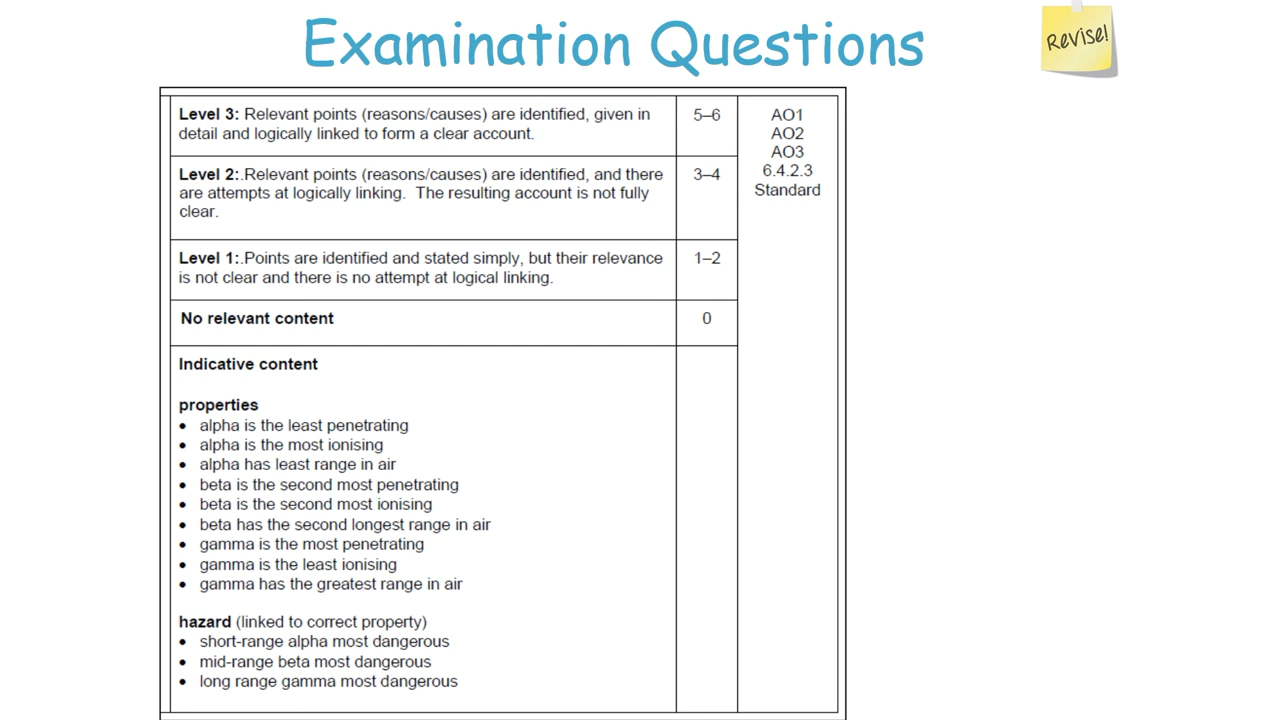 Examination Questions
Revise!
Level 3: Relevant points (reasons/causes) are identified, given in
detail and logically linked to form a clear account.
5–6
AO1
AO2
AO3
6.4.2.3
Standard
Level 2:.Relevant points (reasons/causes) are identified, and there
are attempts at logically linking. The resulting account is not fully
clear.
3–4
Level 1:.Points are identified and stated simply, but their relevance
is not clear and there is no attempt at logical linking.
1–2
No relevant content
0
Indicative content
properties
• alpha is the least penetrating
• alpha is the most ionising
• alpha has least range in air
• beta is the second most penetrating
• beta is the second most ionising
• beta has the second longest range in air
• gamma is the most penetrating
• gamma is the least ionising
• gamma has the greatest range in air
hazard (linked to correct property)
• short-range alpha most dangerous
• mid-range beta most dangerous
• long range gamma most dangerous